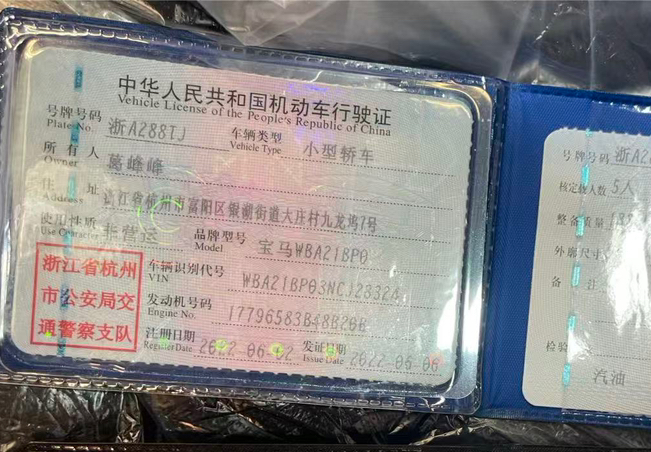 中华人民共和国机动车行驶证
Vehicle License of the People's Republic of China
号牌号码 Plate No. 浙A288TJ 车辆类型 Vehicle Type 小型轿车
所有人 Owner 葛峰峰
住址 Address 浙江省杭州市富阳区银湖街道大庄村九龙坞7号
使用性质 Use Character 非营运 品牌型号 Model 宝马WBA21BP0
车辆识别代号 VIN WBA21BP03NCJ23324
发动机号码 Engine No. 17796583B48B20B
注册日期 Register Date 发证日期 Issue Date
浙江省杭州
市公安局交
通警察支队
号牌号码 浙A2
核定载人数 5人
整备质量
外廓尺寸
备注
检验
汽油